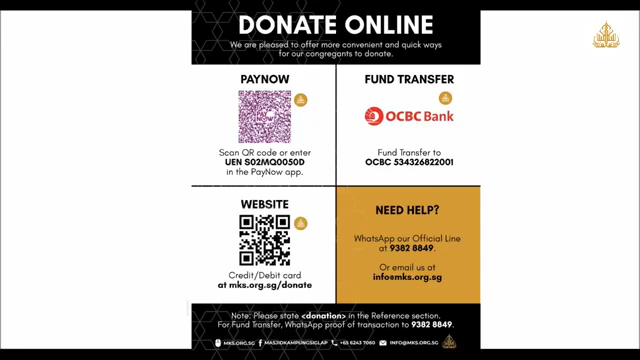 DONATE ONLINE
We are pleased to offer more convenient and quick ways
for our congregants to donate.
PAYNOW
PAY
NOW
Scan QR code or enter
UEN S02MQ0050D
in the PayNow app.
FUND TRANSFER
OCBC Bank
Fund Transfer to
OCBC 534326822001
WEBSITE
Credit/Debit card
at mks.org.sg/donate
NEED HELP?
WhatsApp our Official Line
at 9382 8849.
Or email us at
info@mks.org.sg
Note: Please state <donation> in the Reference section.
For Fund Transfer, WhatsApp proof of transaction to 9382 8849.
MKS.ORG.SG MASJIDKAMPUNGSIGLAP +65 6243 7060 INFO@MKS.ORG.SG